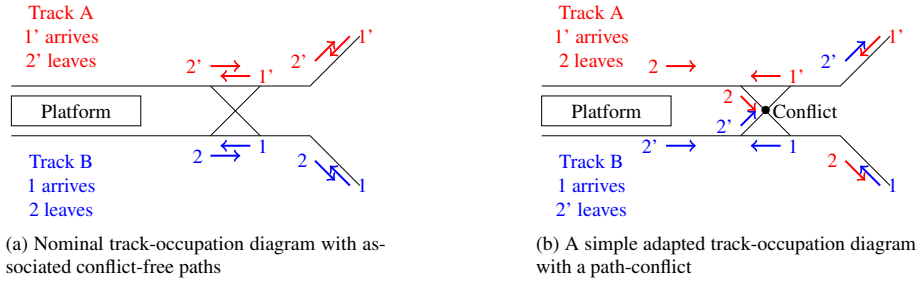 Track A
1’ arrives
2’ leaves
2’
1’
2’
1’
Platform
2
1
2
1
Track B
1 arrives
2 leaves
(a) Nominal track-occupation diagram with as-
sociated conflict-free paths
Track A
1’ arrives
2 leaves
2
1’
2’
1’
Platform
2
2’
Conflict
2’
1
2
1
Track B
1 arrives
2’ leaves
(b) A simple adapted track-occupation diagram
with a path-conflict